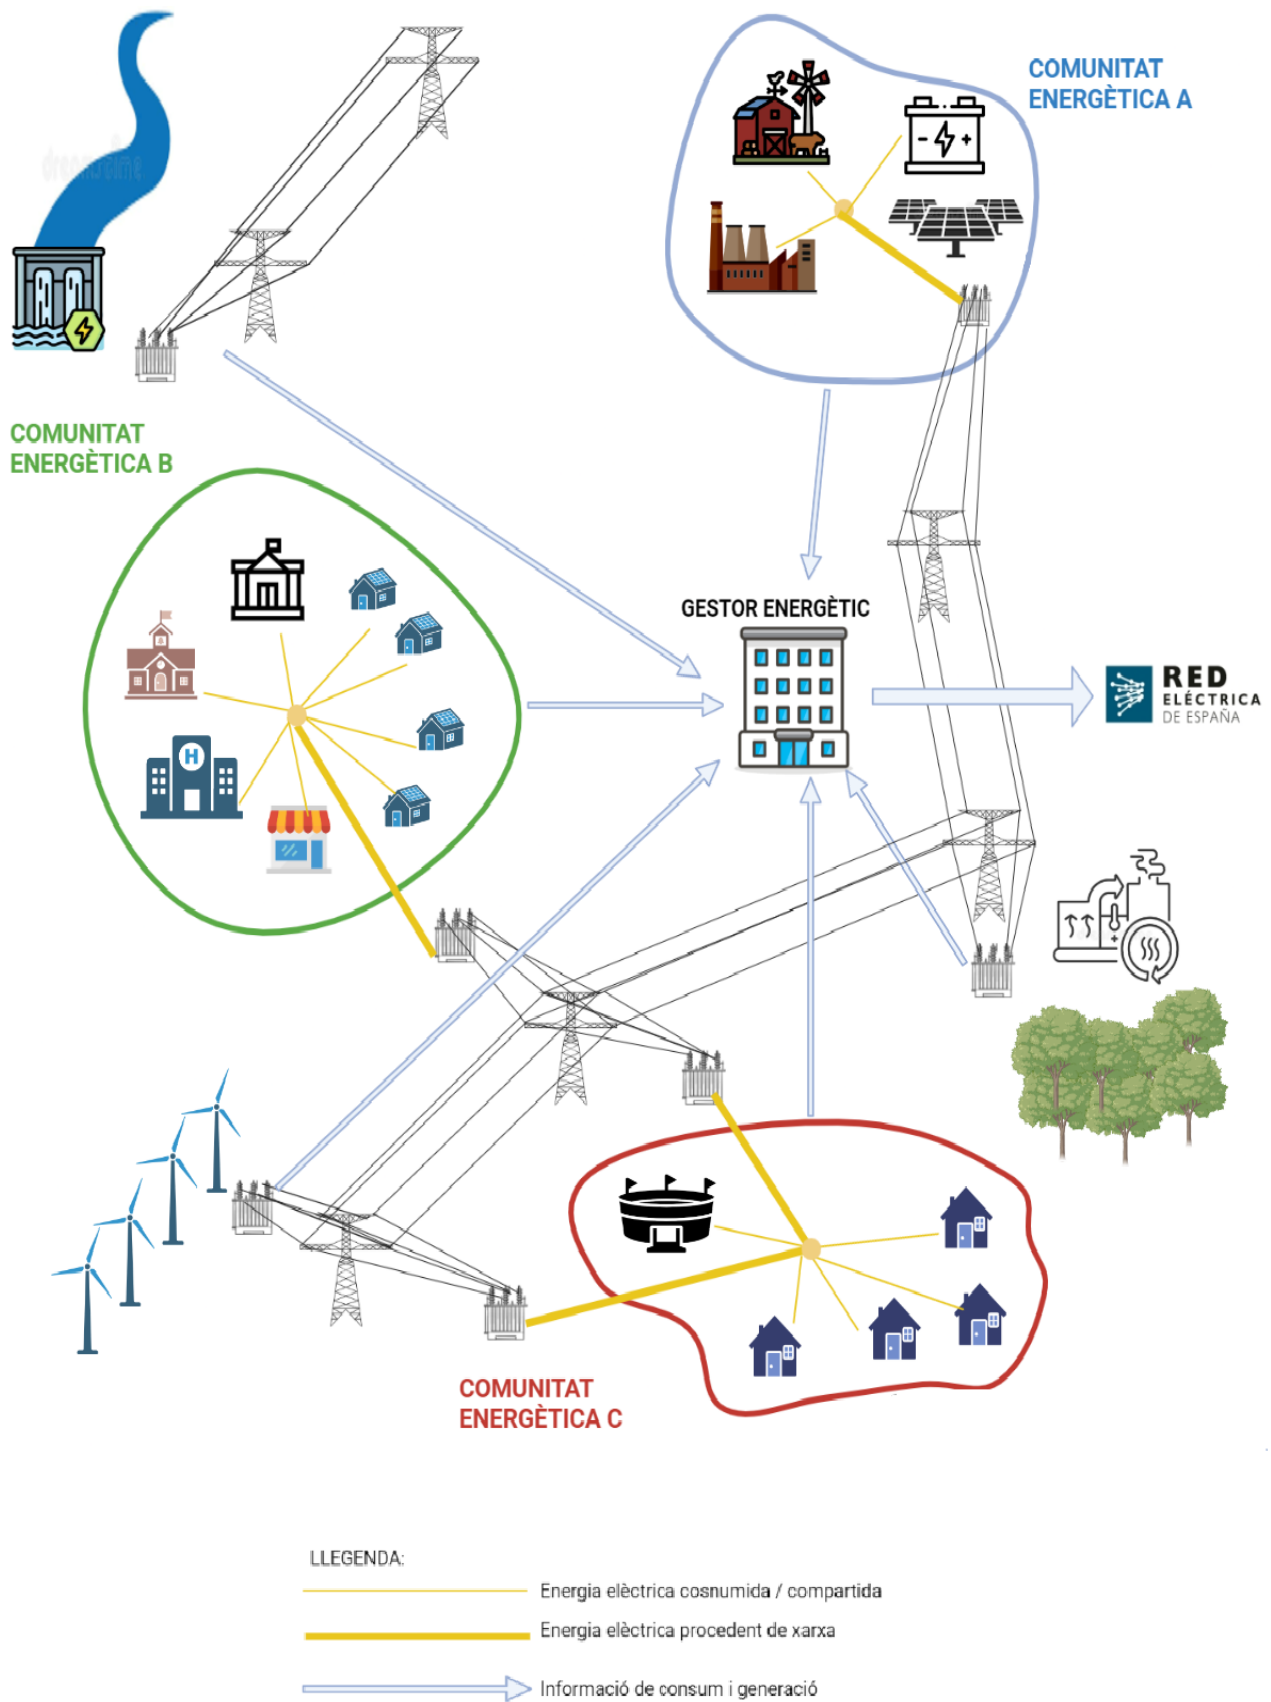 COMUNITAT
ENERGÈTICA A
dreamstime
COMUNITAT
ENERGÈTICA B
GESTOR ENERGÈTIC
H
RED
ELÉCTRICA
DE ESPAÑA
COMUNITAT
ENERGÈTICA C
LLEGENDA:
Energia elèctrica cosnumida / compartida
Energia elèctrica procedent de xarxa
Informació de consum i generació